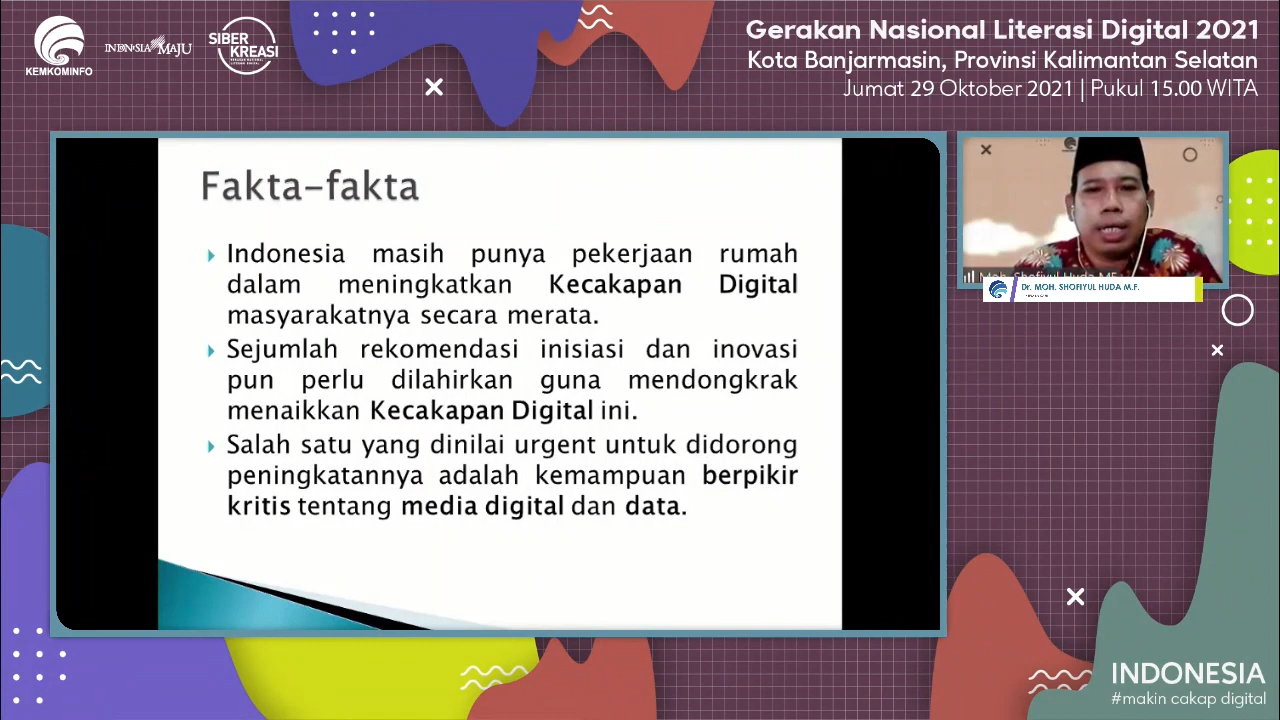 KEMKOMINFO
INDONESIA MAJU
SIBER
KREASI
Gerakan Nasional Literasi Digital 2021
Kota Banjarmasin, Provinsi Kalimantan Selatan
Jumat 29 Oktober 2021 | Pukul 15.00 WITA
Fakta-fakta
Indonesia masih punya pekerjaan rumah
dalam meningkatkan Kecakapan Digital
masyarakatnya secara merata.
Sejumlah rekomendasi inisiasi dan inovasi
pun perlu dilahirkan guna mendongkrak
menaikkan Kecakapan Digital ini.
Salah satu yang dinilai urgent untuk didorong
peningkatannya adalah kemampuan berpikir
kritis tentang media digital dan data.
Moh. Shofiyul Huda MF
Dr. MOH. SHOFIYUL HUDA M.F.
INDONESIA
#makin cakap digital